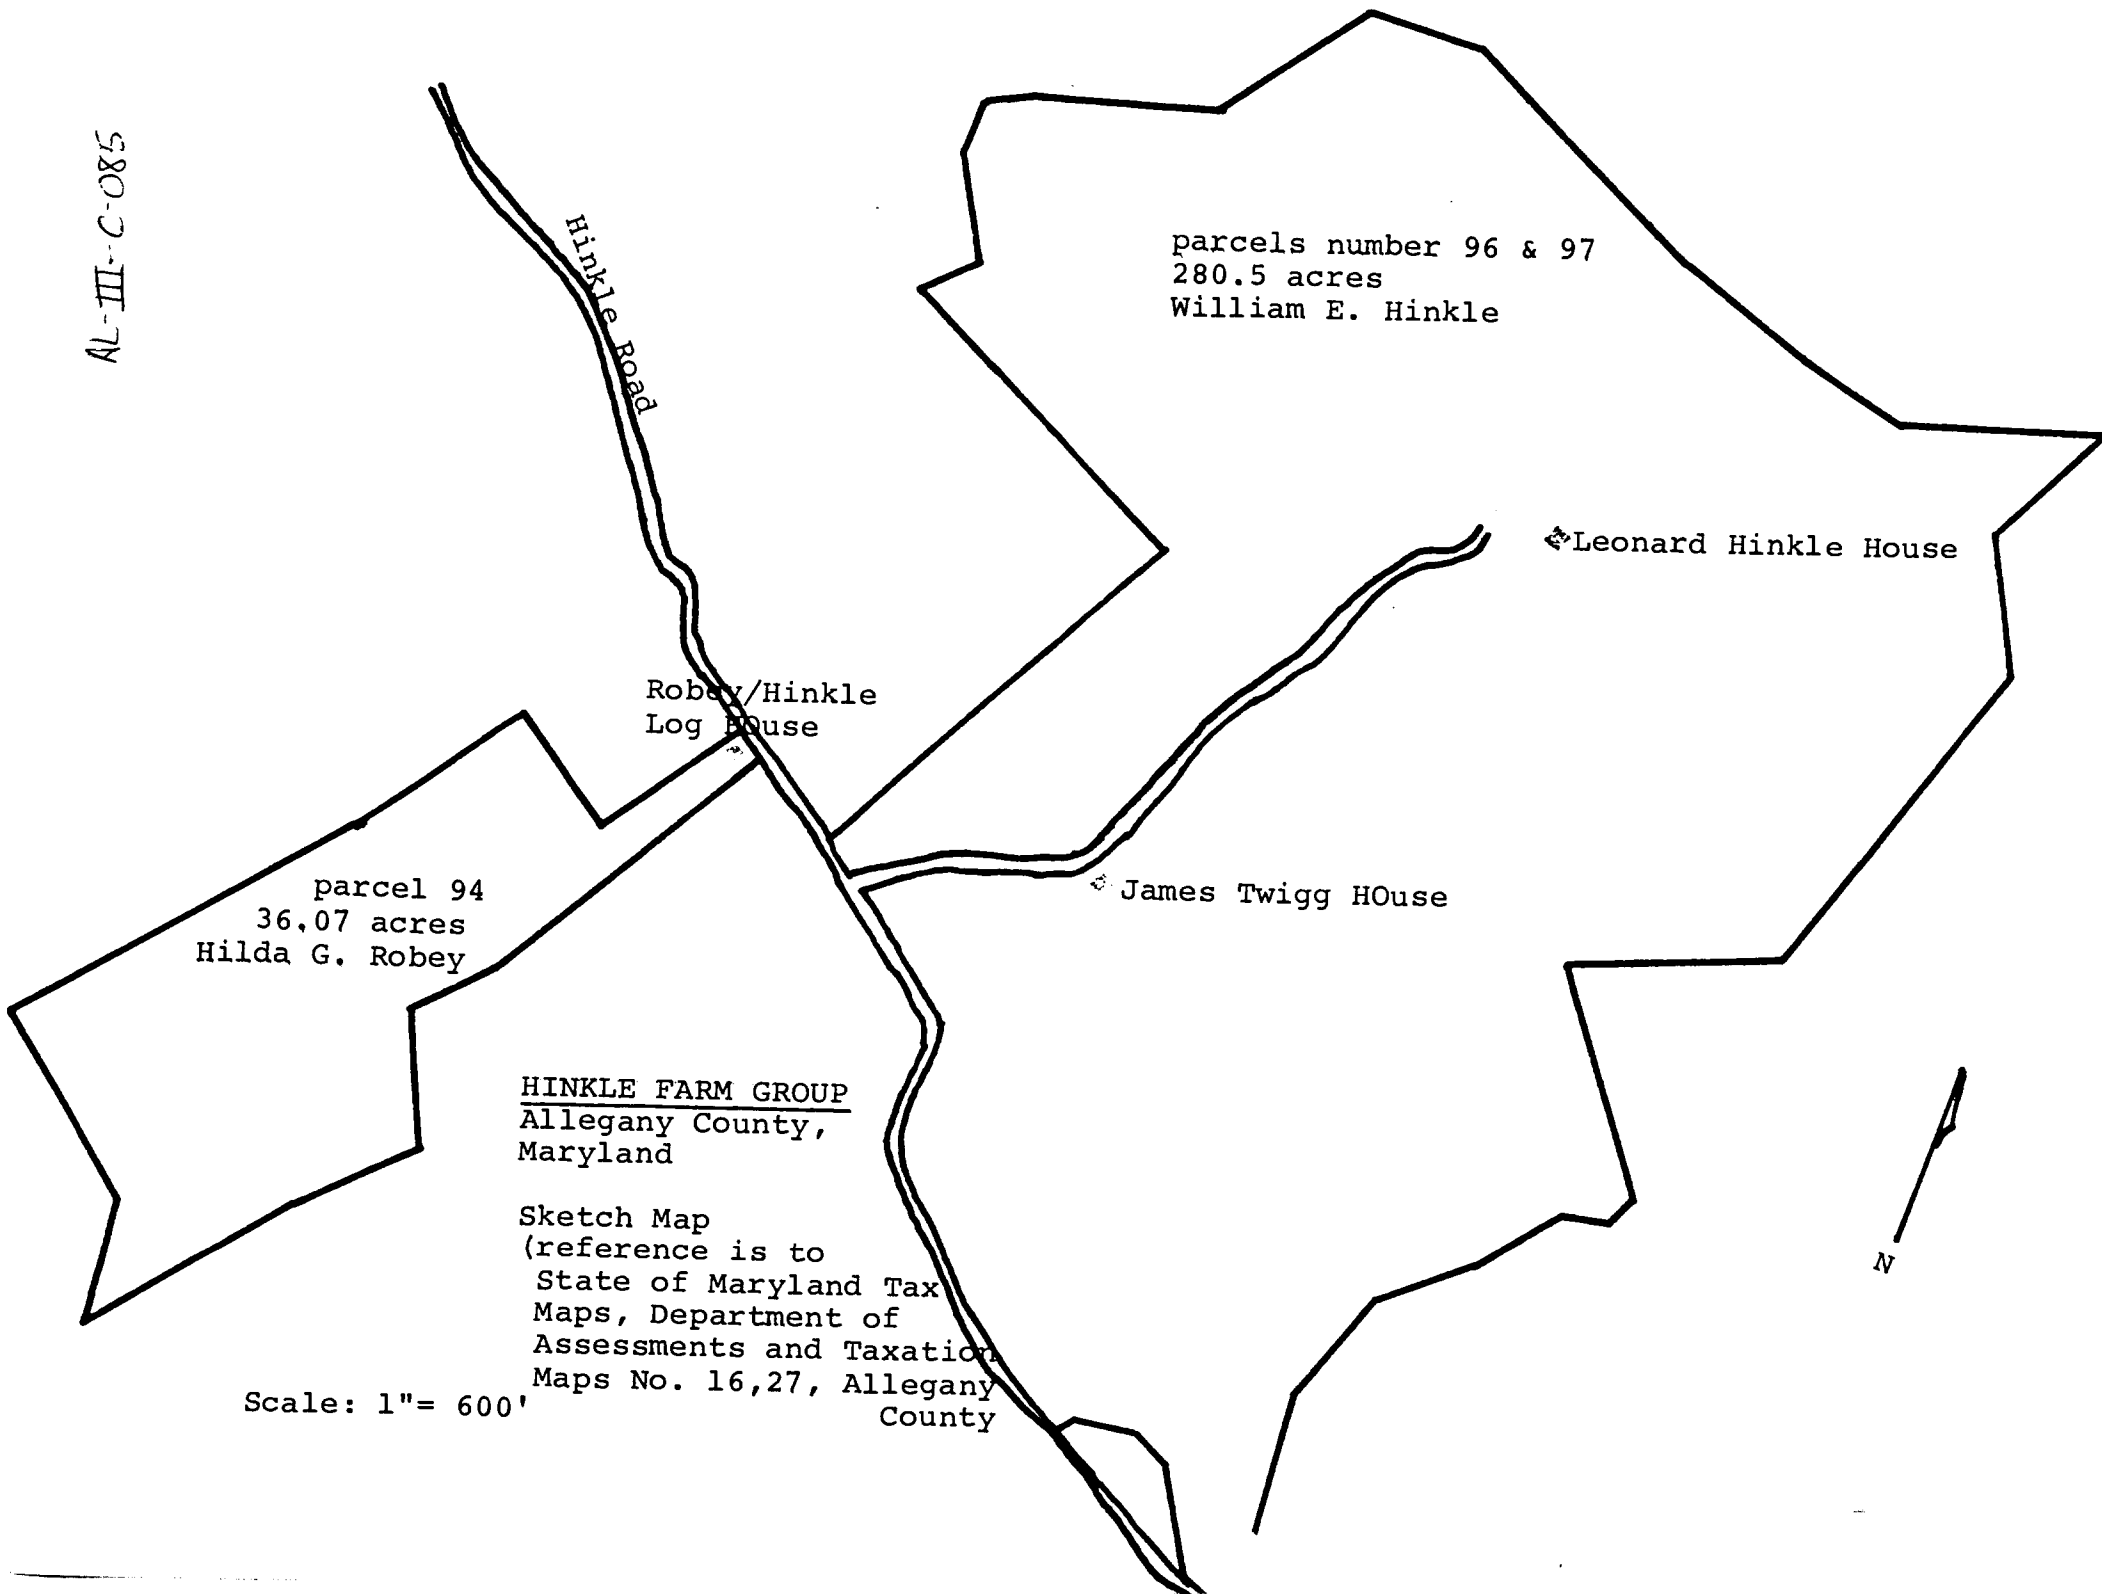 AL-III-C-085
Hinkle Road
parcels number 96 & 97
280.5 acres
William E. Hinkle
Leonard Hinkle House
Robey/Hinkle
Log HOuse
James Twigg HOuse
parcel 94
36.07 acres
Hilda G. Robey
HINKLE FARM GROUP
Allegany County,
Maryland
Sketch Map
(reference is to
State of Maryland Tax
Maps, Department of
Assessments and Taxation
Maps No. 16,27, Allegany
County
Scale: 1"= 600'
N